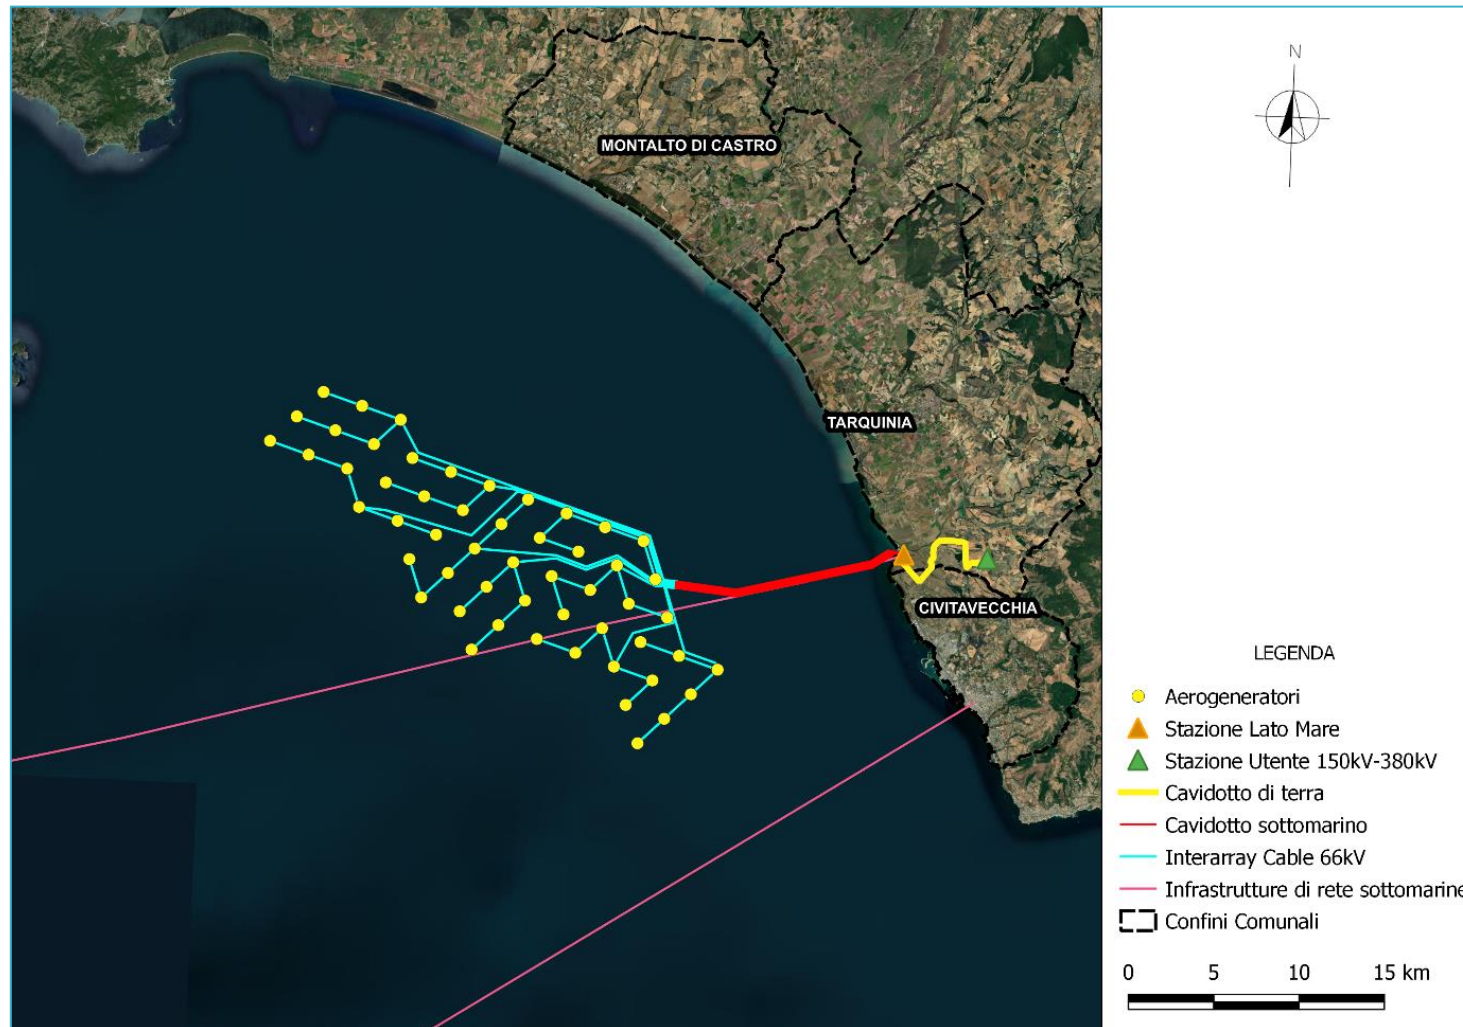 N
MONTALTO DI CASTRO
TARQUINIA
CIVITAVECCHIA
LEGENDA
Aerogeneratori
Stazione Lato Mare
Stazione Utente 150kV-380kV
Cavidotto di terra
Cavidotto sottomarino
Interarray Cable 66kV
Infrastrutture di rete sottomarine
Confini Comunali
0 5 10 15 km